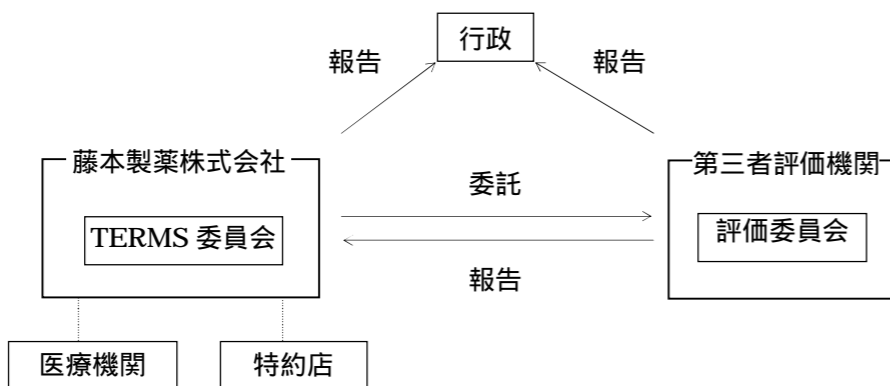 行政
報告
報告
藤本製薬株式会社
第三者評価機関
委託
TERMS 委員会
評価委員会
報告
医療機関
特約店